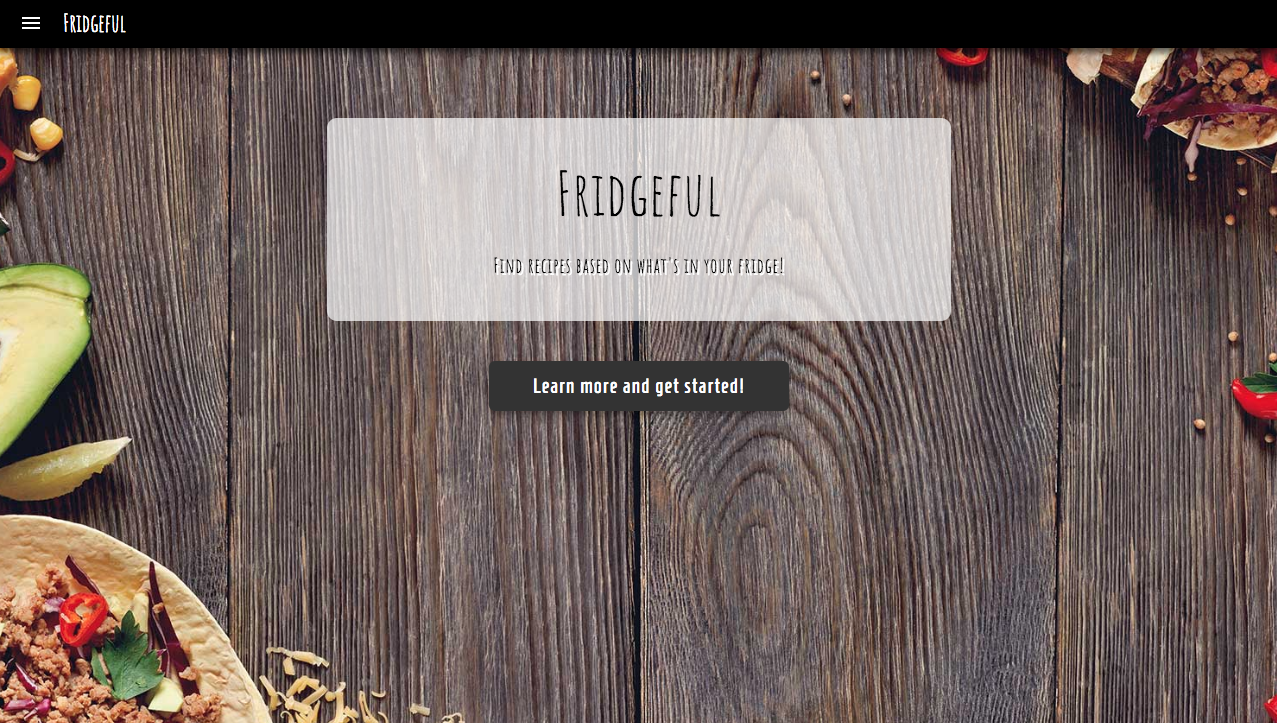 Fridgeful
Fridgeful
Find recipes based on what's in your fridge!
Learn more and get started!